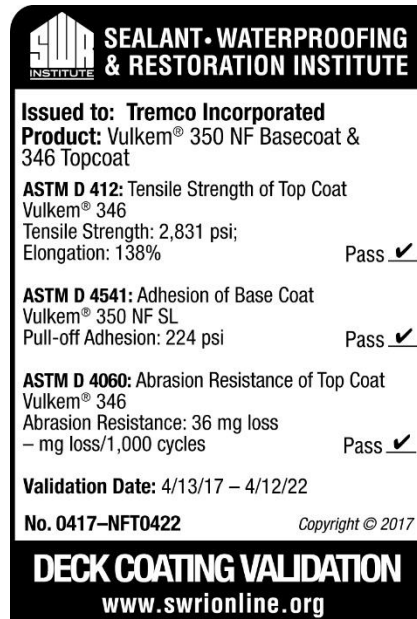 SWR
INSTITUTE
SEALANT • WATERPROOFING
& RESTORATION INSTITUTE
Issued to: Tremco Incorporated
Product: Vulkem® 350 NF Basecoat &
346 Topcoat
ASTM D 412: Tensile Strength of Top Coat
Vulkem® 346
Tensile Strength: 2,831 psi;
Elongation: 138% Pass ✔
ASTM D 4541: Adhesion of Base Coat
Vulkem® 350 NF SL
Pull-off Adhesion: 224 psi Pass ✔
ASTM D 4060: Abrasion Resistance of Top Coat
Vulkem® 346
Abrasion Resistance: 36 mg loss
– mg loss/1,000 cycles Pass ✔
Validation Date: 4/13/17 – 4/12/22
No. 0417–NFT0422 Copyright © 2017
DECK COATING VALIDATION
www.swrionline.org